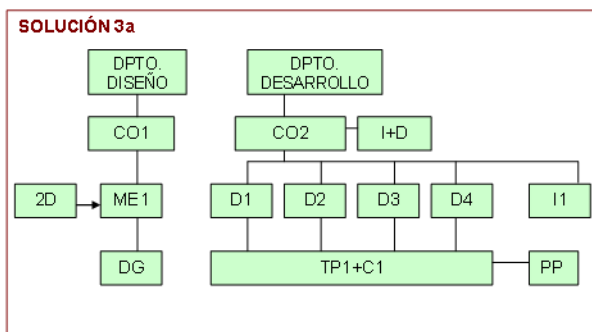 SOLUCIÓN 3a
DPTO.
DISEÑO
DPTO.
DESARROLLO
CO1
CO2
I+D
2D
ME1
D1
D2
D3
D4
I1
DG
TP1+C1
PP